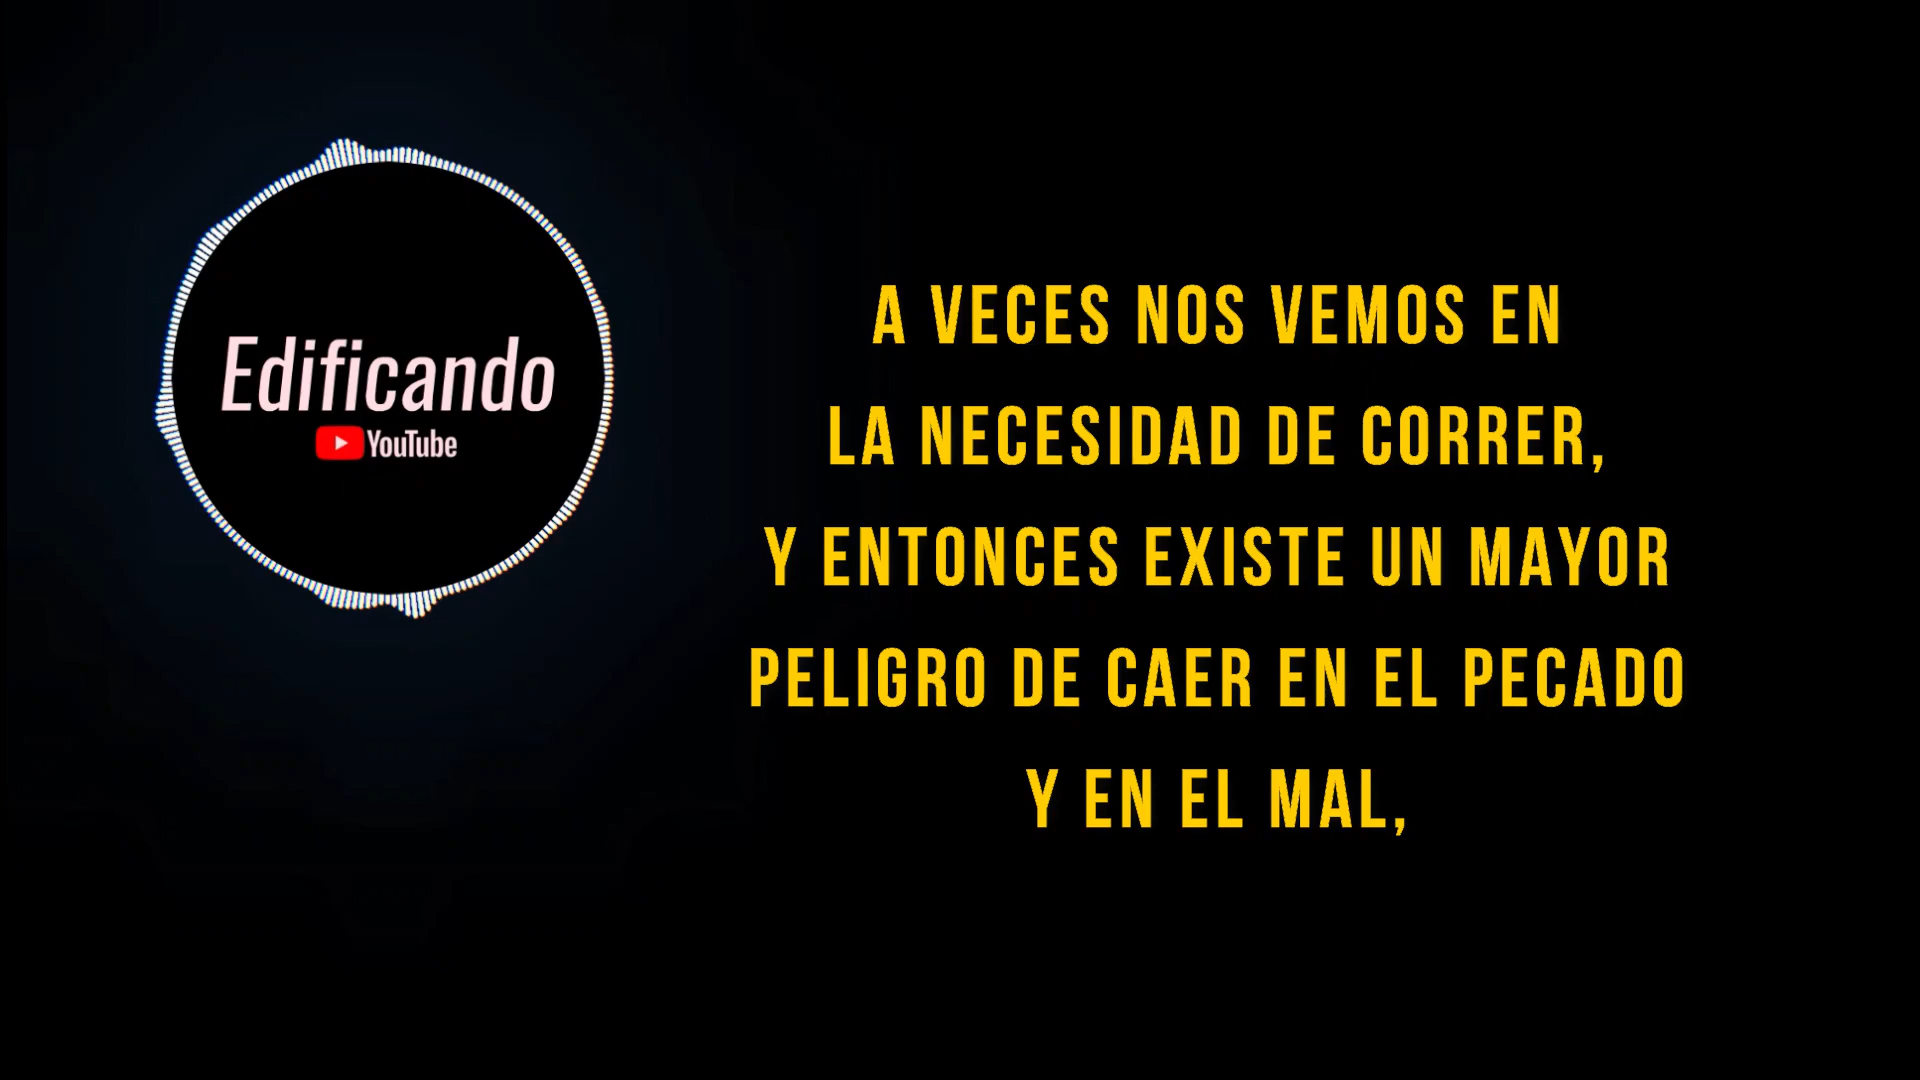 Edificando
YouTube
A VECES NOS VEMOS EN
LA NECESIDAD DE CORRER,
Y ENTONCES EXISTE UN MAYOR
PELIGRO DE CAER EN EL PECADO
Y EN EL MAL,